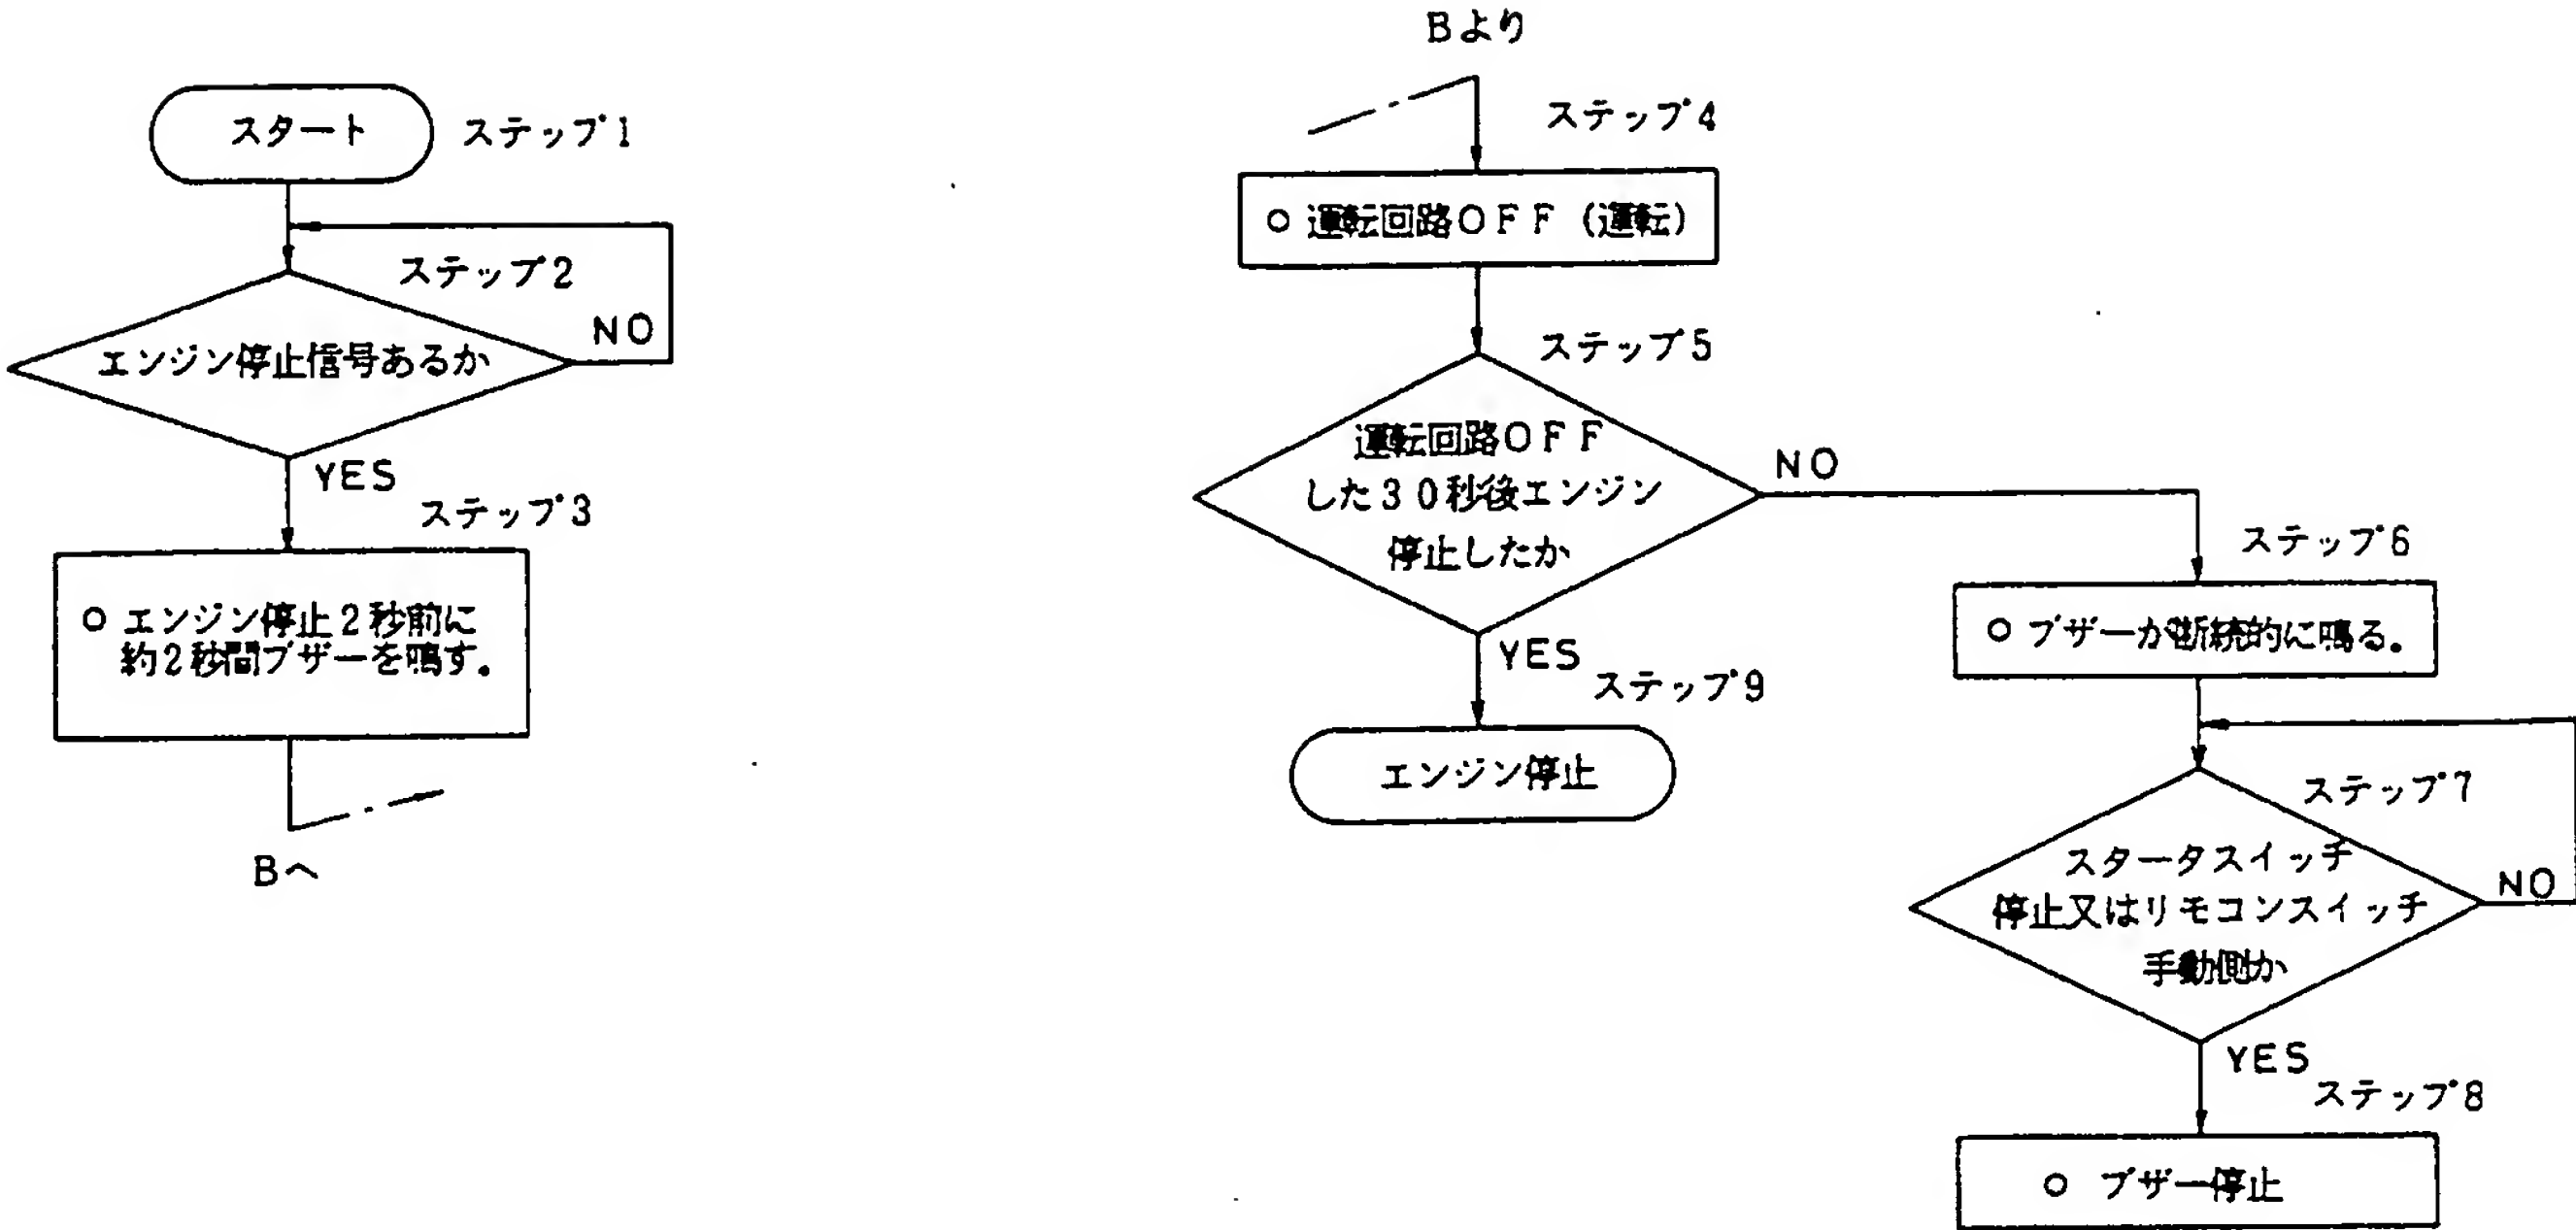 スタート
ステップ1
ステップ2
エンジン停止信号あるか
NO
YES
ステップ3
○ エンジン停止2秒前に
約2秒間ブザーを鳴す。
Bへ
Bより
ステップ4
○ 運転回路OFF (運転)
ステップ5
運転回路OFF
した30秒後エンジン
停止したか
NO
YES
ステップ9
エンジン停止
ステップ6
○ ブザーが断続的に鳴る。
ステップ7
スタータスイッチ
停止又はリモコンスイッチ
手動側か
NO
YES
ステップ8
○ ブザー停止